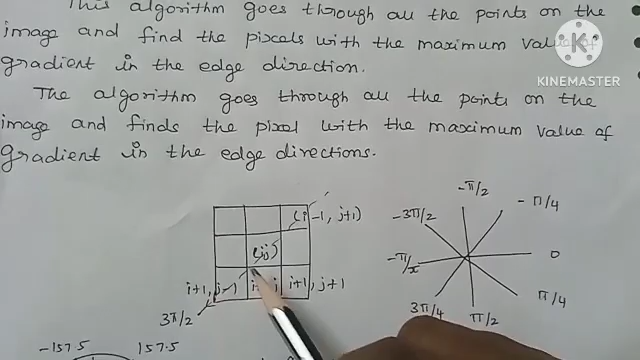 This algorithm goes through all the points on the
image and find the pixels with the maximum value of
gradient in the edge direction.
KINEMASTER
The algorithm goes through all the points on the
image and finds the pixel with the maximum value of
gradient in the edge directions.
(i-1, j+1)
(i,j)
i+1, j-1 j i+1, j+1
3π/2
-π/2
-π/4
-3π/2
0
3π/4
π/2
π/4
-157.5 157.5